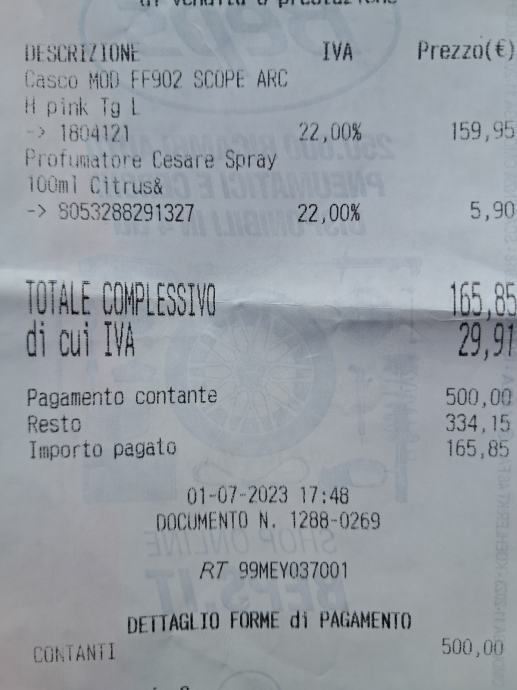 di vendita o prestazione
DESCRIZIONE IVA Prezzo(€)
Casco MOD FF902 SCOPE ARC
H pink Tg L
-> 1804121 22,00% 159,95
Profumatore Cesare Spray
100ml Citrus&
-> 8053288291327 22,00% 5,90
TOTALE COMPLESSIVO 165,85
di cui IVA 29,91
Pagamento contante 500,00
Resto 334,15
Importo pagato 165,85
01-07-2023 17:48
DOCUMENTO N. 1288-0269
RT 99MEY037001
DETTAGLIO FORME di PAGAMENTO
CONTANTI 500,00